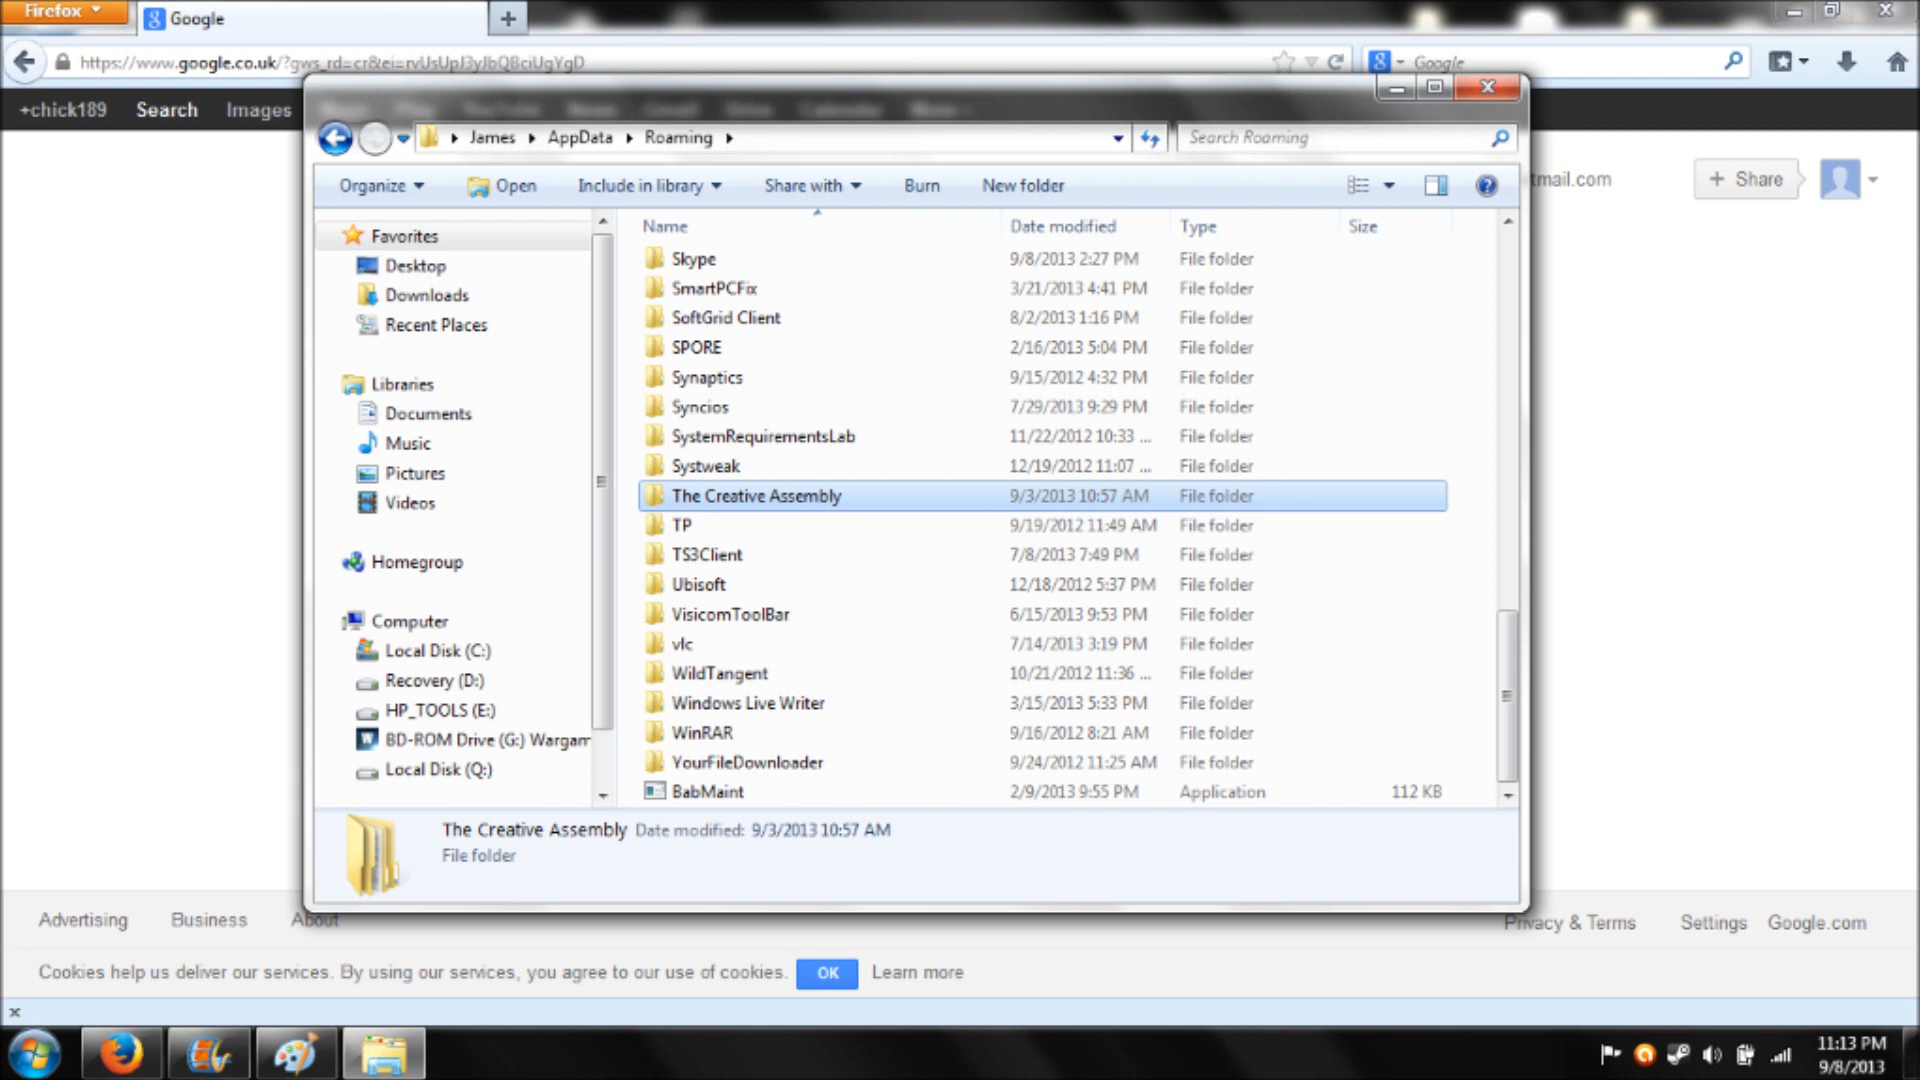 Firefox
Google
https://www.google.co.uk/?gws_rd=cr&ei=rvUsUpJ3yJbQBciUgYgD
Google
+chick189 Search Images
James AppData Roaming
Search Roaming
Organize Open Include in library Share with Burn New folder
tmail.com
+ Share
Name Date modified Type Size
Favorites
Desktop
Downloads
Recent Places
Libraries
Documents
Music
Pictures
Videos
Homegroup
Computer
Local Disk (C:)
Recovery (D:)
HP_TOOLS (E:)
BD-ROM Drive (G:) Wargam
Local Disk (Q:)
Skype 9/8/2013 2:27 PM File folder
SmartPCFix 3/21/2013 4:41 PM File folder
SoftGrid Client 8/2/2013 1:16 PM File folder
SPORE 2/16/2013 5:04 PM File folder
Synaptics 9/15/2012 4:32 PM File folder
Syncios 7/29/2013 9:29 PM File folder
SystemRequirementsLab 11/22/2012 10:33 ... File folder
Systweak 12/19/2012 11:07 ... File folder
The Creative Assembly 9/3/2013 10:57 AM File folder
TP 9/19/2012 11:49 AM File folder
TS3Client 7/8/2013 7:49 PM File folder
Ubisoft 12/18/2012 5:37 PM File folder
VisicomToolBar 6/15/2013 9:53 PM File folder
vlc 7/14/2013 3:19 PM File folder
WildTangent 10/21/2012 11:36 ... File folder
Windows Live Writer 3/15/2013 5:33 PM File folder
WinRAR 9/16/2012 8:21 AM File folder
YourFileDownloader 9/24/2012 11:25 AM File folder
BabMaint 2/9/2013 9:55 PM Application 112 KB
The Creative Assembly Date modified: 9/3/2013 10:57 AM
File folder
Advertising Business About
Privacy & Terms Settings Google.com
Cookies help us deliver our services. By using our services, you agree to our use of cookies. OK Learn more
11:13 PM
9/8/2013